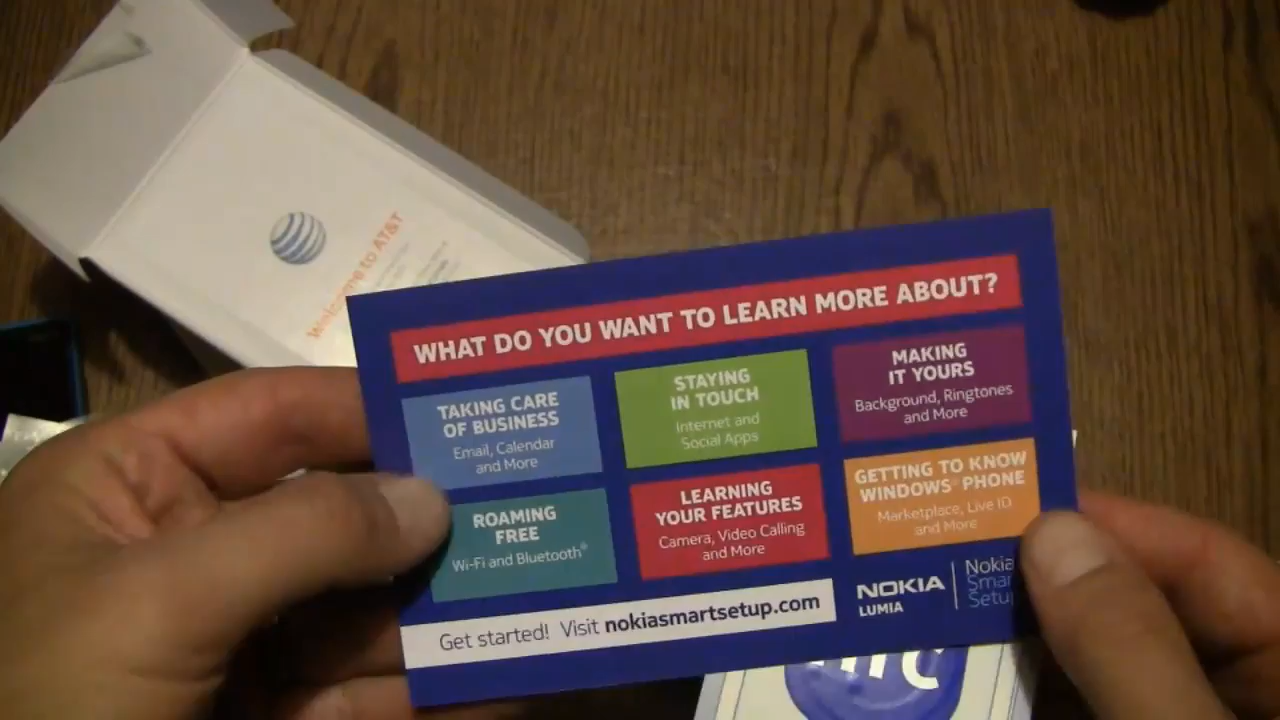 Welcome to AT&T
WHAT DO YOU WANT TO LEARN MORE ABOUT?
TAKING CARE
OF BUSINESS
Email, Calendar
and More
STAYING
IN TOUCH
Internet and
Social Apps
MAKING
IT YOURS
Background, Ringtones
and More
ROAMING
FREE
Wi-Fi and Bluetooth®
LEARNING
YOUR FEATURES
Camera, Video Calling
and More
GETTING TO KNOW
WINDOWS® PHONE
Marketplace, Live ID
and More
Get started! Visit nokiasmartsetup.com
NOKIA
LUMIA
Nokia
Smar
Setu